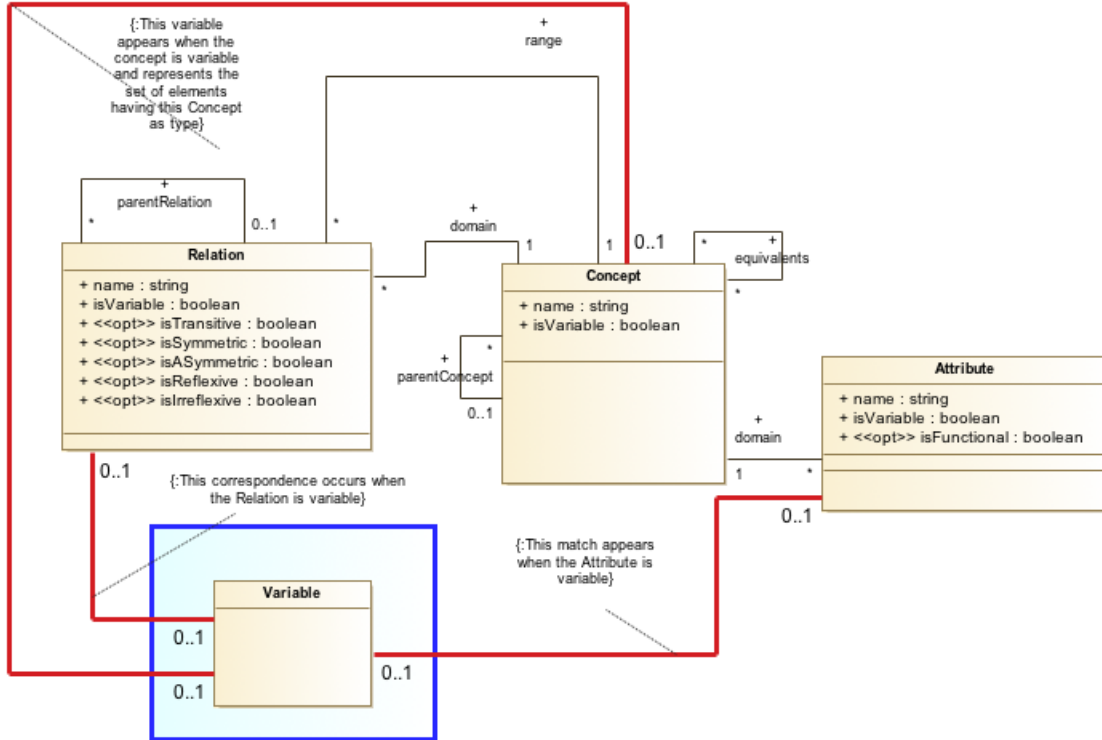 {:This variable
appears when the
concept is variable
and represents the
set of elements
having this Concept
as type}
+
range
+
parentRelation
*
0..1
*
+
domain
1
1
0..1
*
+
equivalents
*
*
Relation
+ name : string
+ isVariable : boolean
+ <<opt>> isTransitive : boolean
+ <<opt>> isSymmetric : boolean
+ <<opt>> isASymmetric : boolean
+ <<opt>> isReflexive : boolean
+ <<opt>> isIrreflexive : boolean
Concept
+ name : string
+ isVariable : boolean
*
+
parentConcept
0..1
Attribute
+ name : string
+ isVariable : boolean
+ <<opt>> isFunctional : boolean
+
domain
1
*
0..1
0..1
{:This correspondence occurs when
the Relation is variable}
{:This match appears
when the Attribute is
variable}
Variable
0..1
0..1
0..1